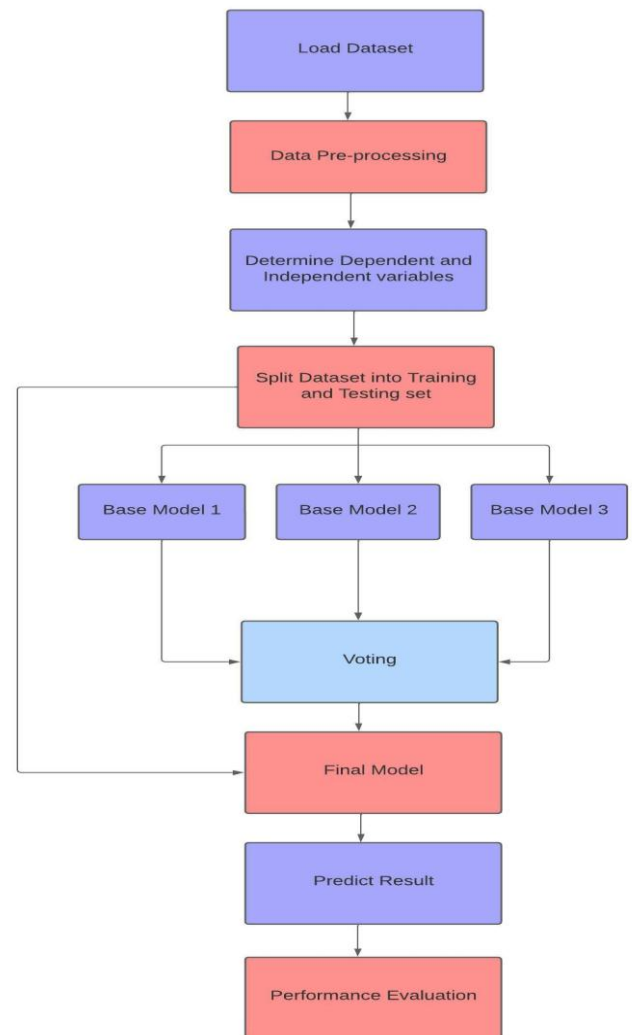 Load Dataset
Data Pre-processing
Determine Dependent and
Independent variables
Split Dataset into Training
and Testing set
Base Model 1
Base Model 2
Base Model 3
Voting
Final Model
Predict Result
Performance Evaluation